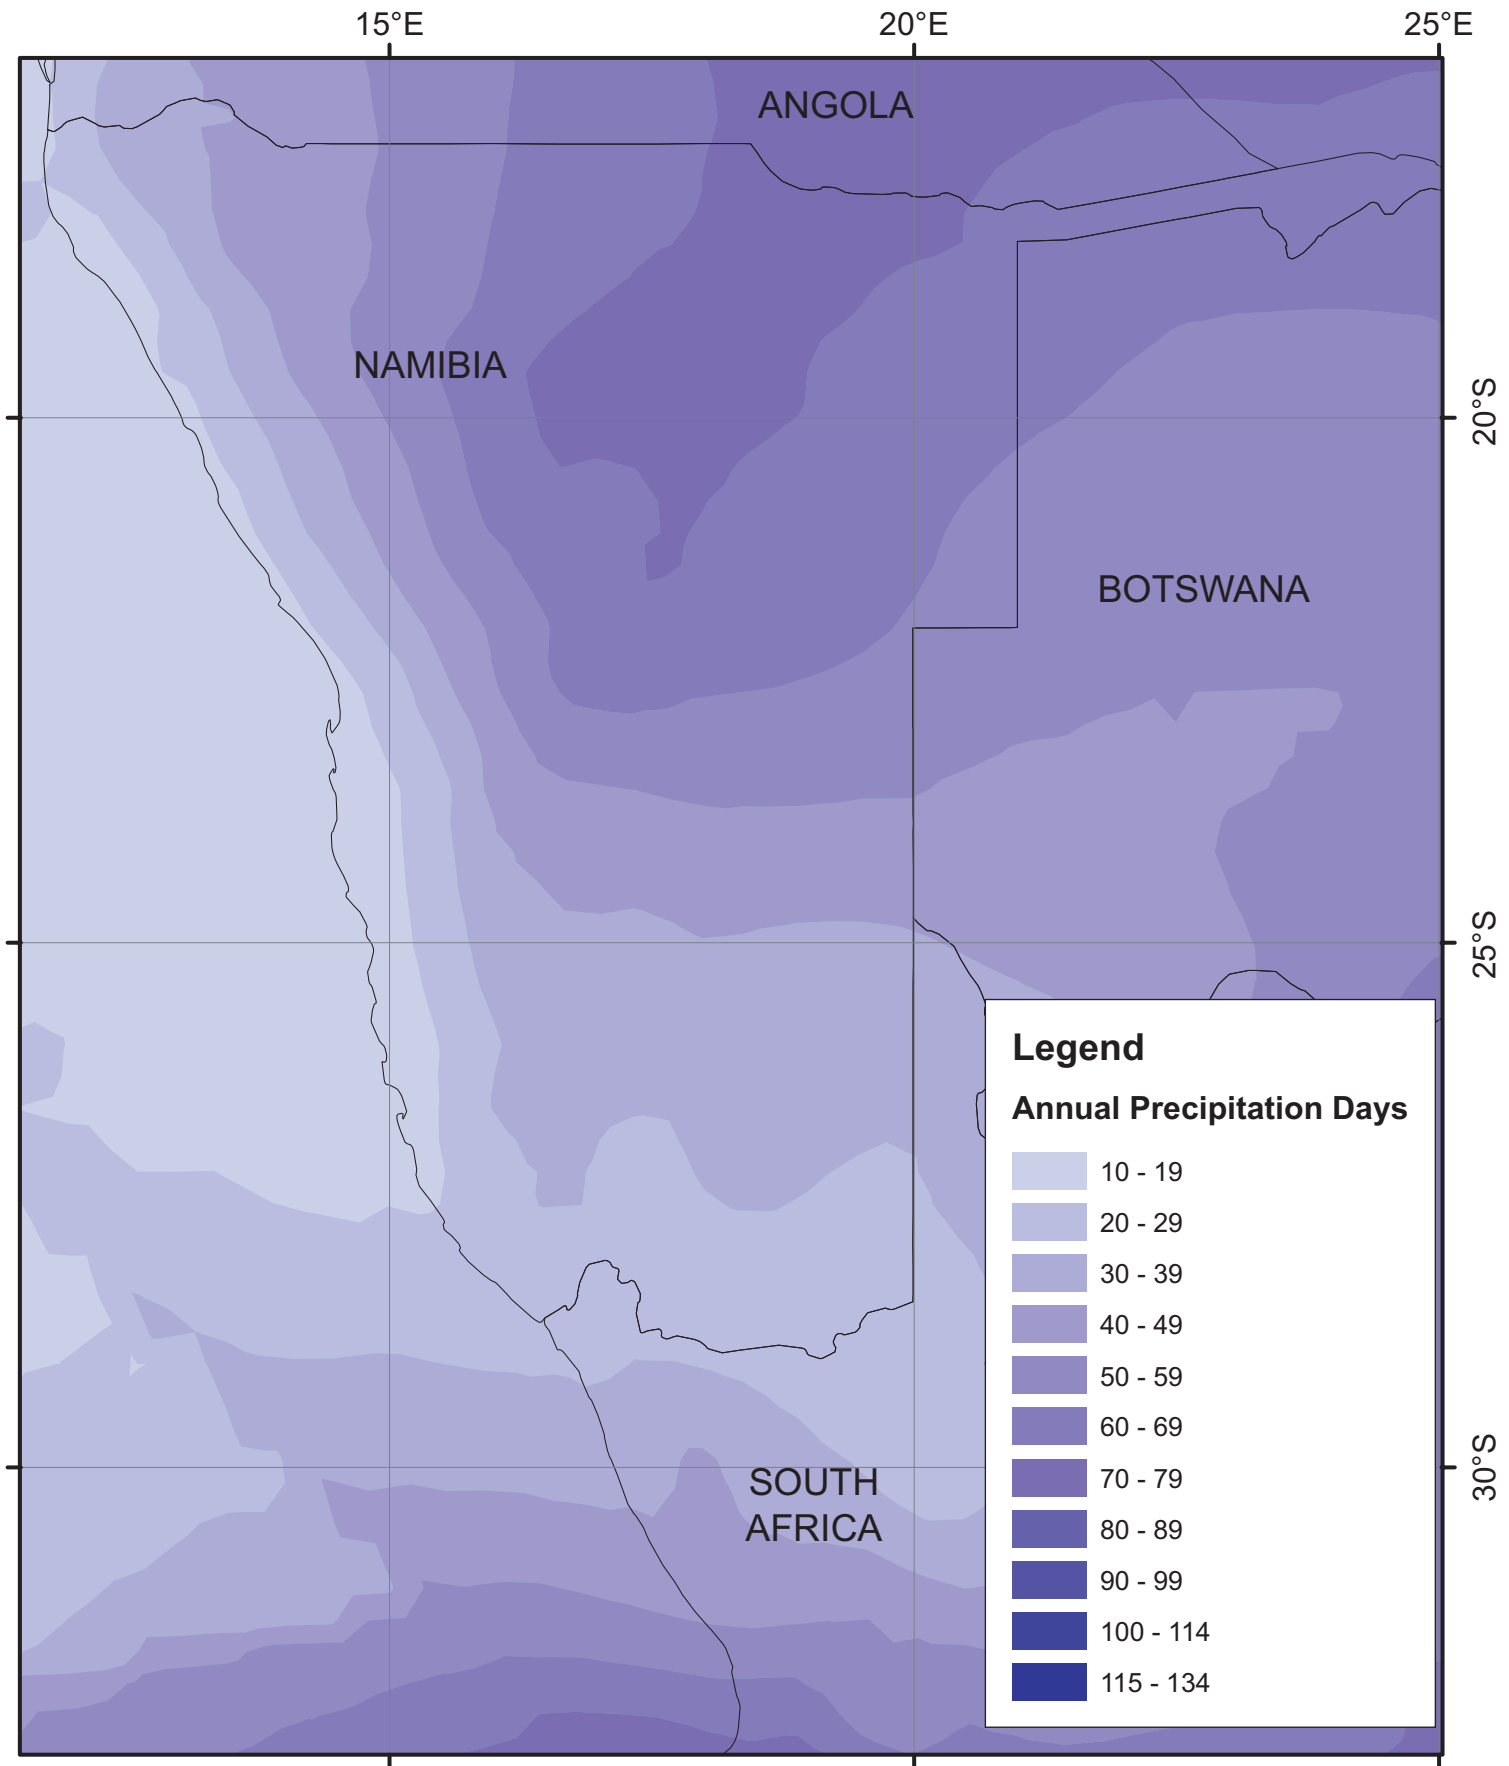 15°E
20°E
25°E
ANGOLA
NAMIBIA
20°S
BOTSWANA
25°S
Legend
Annual Precipitation Days
10 - 19
20 - 29
30 - 39
40 - 49
50 - 59
60 - 69
70 - 79
80 - 89
90 - 99
100 - 114
115 - 134
SOUTH
AFRICA
30°S